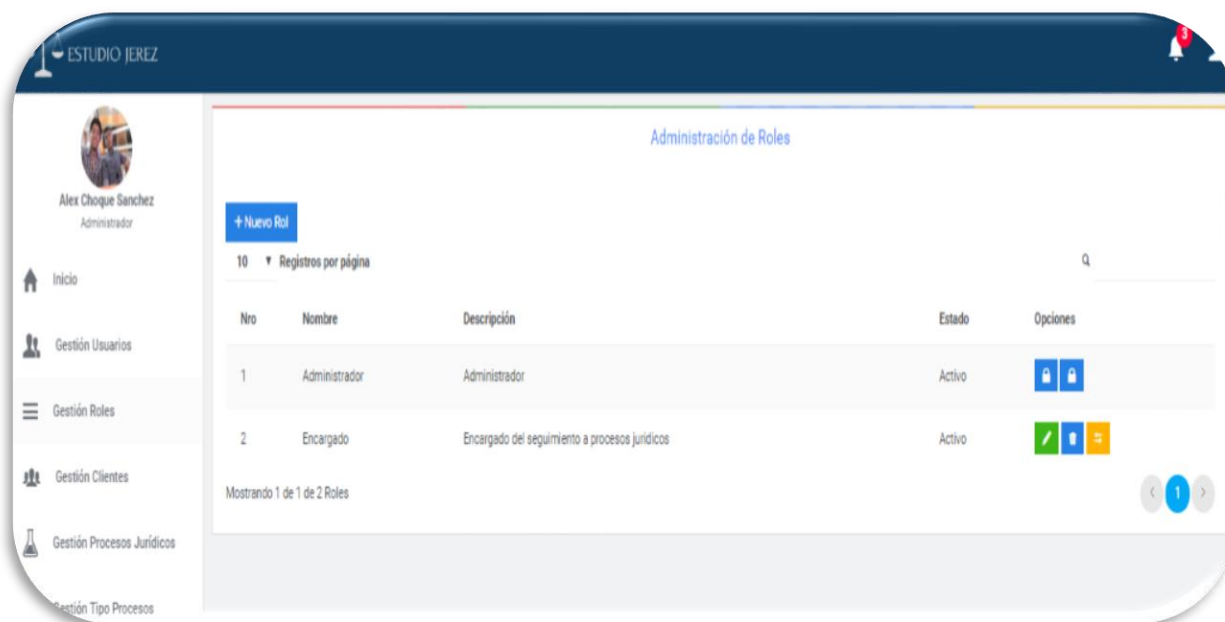 ESTUDIO JEREZ
3
Alex Choque Sanchez
Administrador
Inicio
Gestión Usuarios
Gestión Roles
Gestión Clientes
Gestión Procesos Jurídicos
Gestión Tipo Procesos
Administración de Roles
+ Nuevo Rol
10 Registros por página
Nro Nombre Descripción Estado Opciones
1 Administrador Administrador Activo
2 Encargado Encargado del seguimiento a procesos juridicos Activo
Mostrando 1 de 1 de 2 Roles
‹ 1 ›